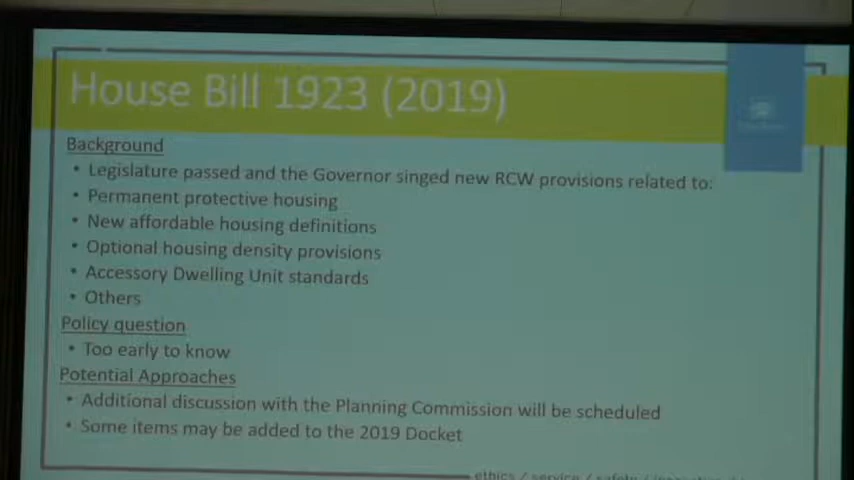 House Bill 1923 (2019)
Background
• Legislature passed and the Governor singed new RCW provisions related to:
• Permanent protective housing
• New affordable housing definitions
• Optional housing density provisions
• Accessory Dwelling Unit standards
• Others
Policy question
• Too early to know
Potential Approaches
• Additional discussion with the Planning Commission will be scheduled
• Some items may be added to the 2019 Docket
ethics / service / safety /